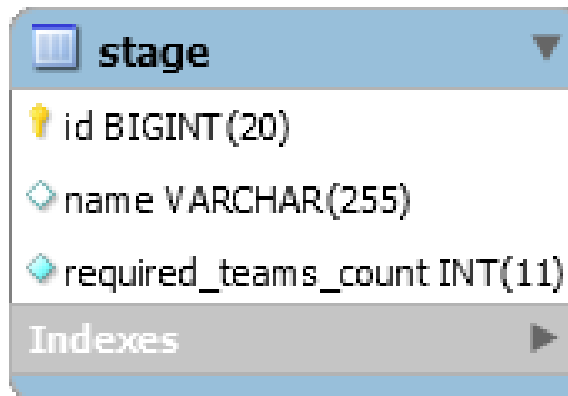 stage
id BIGINT(20)
name VARCHAR(255)
required_teams_count INT(11)
Indexes